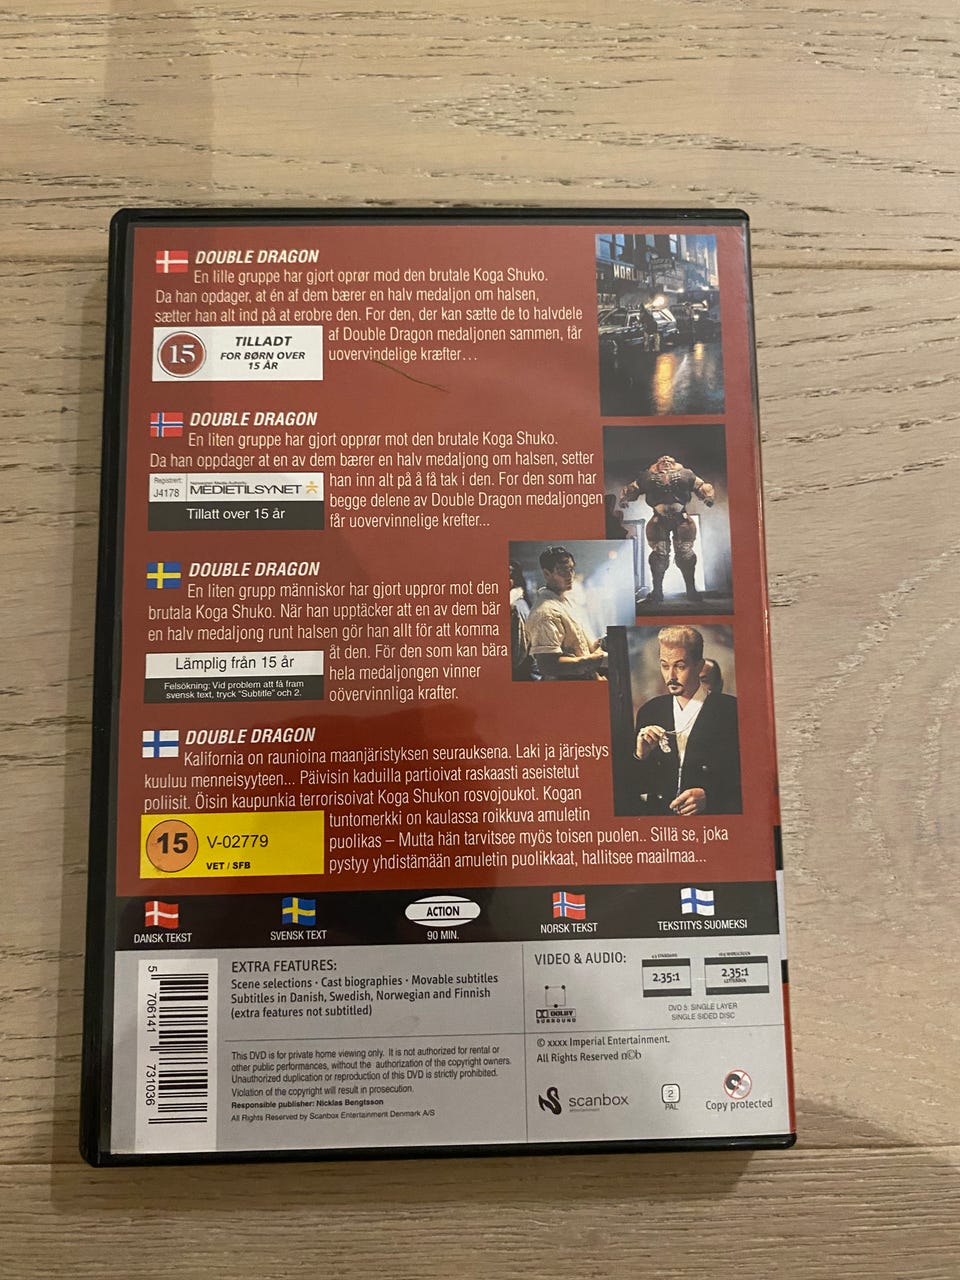 DOUBLE DRAGON
En lille gruppe har gjort oprør mod den brutale Koga Shuko.
Da han opdager, at én af dem bærer en halv medaljon om halsen,
sætter han alt ind på at erobre den. For den, der kan sætte de to halvdele
af Double Dragon medaljonen sammen, får
uovervindelige kræfter...
15
TILLADT
FOR BØRN OVER
15 ÅR
DOUBLE DRAGON
En liten gruppe har gjort opprør mot den brutale Koga Shuko.
Da han oppdager at en av dem bærer en halv medaljong om halsen, setter
han inn alt på å få tak i den. For den som har
begge delene av Double Dragon medaljongen
får uovervinnelige krefter...
Registrert:
J4178
Norwegian Media Authority
MEDIETILSYNET
Tillatt over 15 år
DOUBLE DRAGON
En liten grupp människor har gjort uppror mot den
brutala Koga Shuko. När han upptäcker att en av dem bär
en halv medaljong runt halsen gör han allt för att komma
åt den. För den som kan bära
hela medaljongen vinner
oövervinnliga krafter.
Lämplig från 15 år
Felsökning: Vid problem att få fram
svensk text, tryck "Subtitle" och 2.
DOUBLE DRAGON
Kalifornia on raunioina maanjäristyksen seurauksena. Laki ja järjestys
kuuluu menneisyyteen... Päivisin kaduilla partioivat raskaasti aseistetut
poliisit. Öisin kaupunkia terrorisoivat Koga Shukon rosvojoukot. Kogan
tuntomerkki on kaulassa roikkuva amuletin
puolikas – Mutta hän tarvitsee myös toisen puolen.. Sillä se, joka
pystyy yhdistämään amuletin puolikkaat, hallitsee maailmaa...
15
V-02779
VET / SFB
DANSK TEKST
SVENSK TEXT
ACTION
90 MIN.
NORSK TEKST
TEKSTITYS SUOMEKSI
5 706141 731036
EXTRA FEATURES:
Scene selections · Cast biographies · Movable subtitles
Subtitles in Danish, Swedish, Norwegian and Finnish
(extra features not subtitled)
This DVD is for private home viewing only. It is not authorized for rental or
other public performances, without the authorization of the copyright owners.
Unauthorized duplication or reproduction of this DVD is strictly prohibited.
Violation of the copyright will result in prosecution.
Responsible publisher: Nicklas Bengtsson
All Rights Reserved by Scanbox Entertainment Denmark A/S
VIDEO & AUDIO:
DOLBY
SURROUND
4:3 STANDARD
2.35:1
16:9 WIDESCREEN
2.35:1
LETTERBOX
DVD 5: SINGLE LAYER
SINGLE SIDED DISC
© xxxx Imperial Entertainment.
All Rights Reserved n©b
scanbox
entertainment
2
PAL
Copy protected